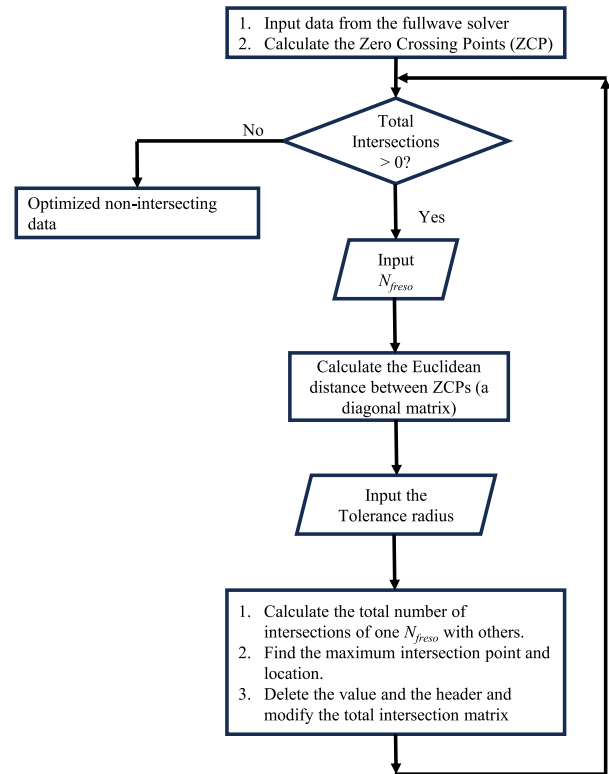 1. Input data from the fullwave solver
2. Calculate the Zero Crossing Points (ZCP)
Total
Intersections
> 0?
No
Optimized non-intersecting
data
Yes
Input
N_freso
Calculate the Euclidean
distance between ZCPs (a
diagonal matrix)
Input the
Tolerance radius
1. Calculate the total number of
intersections of one N_freso with others.
2. Find the maximum intersection point and
location.
3. Delete the value and the header and
modify the total intersection matrix